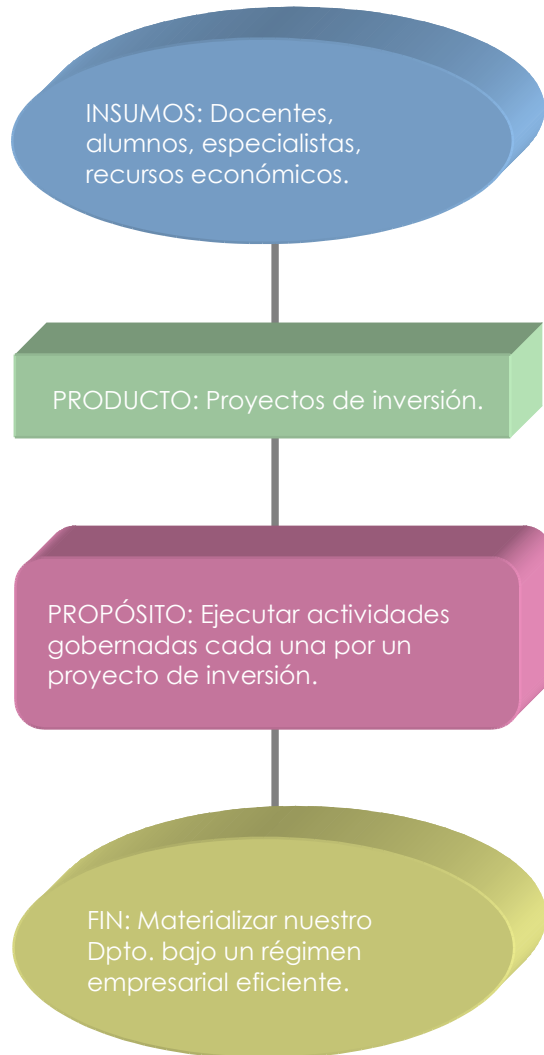 INSUMOS: Docentes,
alumnos, especialistas,
recursos económicos.
PRODUCTO: Proyectos de inversión.
PROPÓSITO: Ejecutar actividades
gobernadas cada una por un
proyecto de inversión.
FIN: Materializar nuestro
Dpto. bajo un régimen
empresarial eficiente.